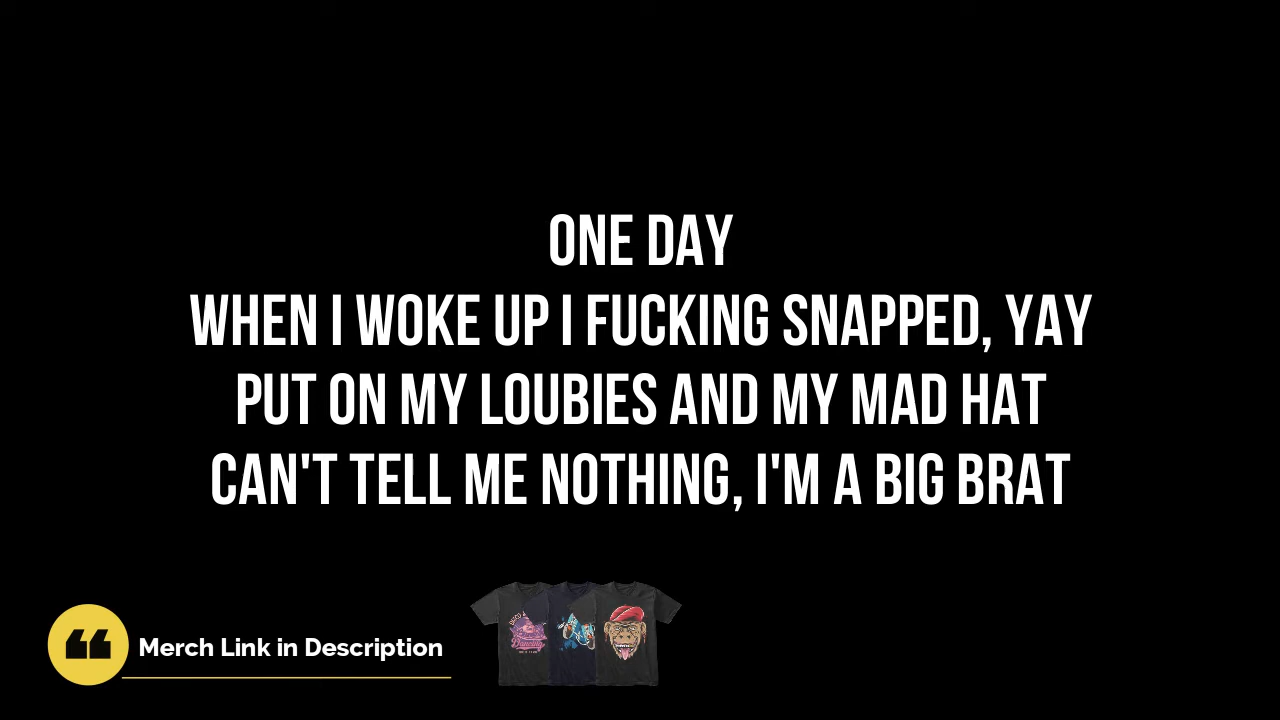 ONE DAY
WHEN I WOKE UP I FUCKING SNAPPED, YAY
PUT ON MY LOUBIES AND MY MAD HAT
CAN'T TELL ME NOTHING, I'M A BIG BRAT
Merch Link in Description
Dancing